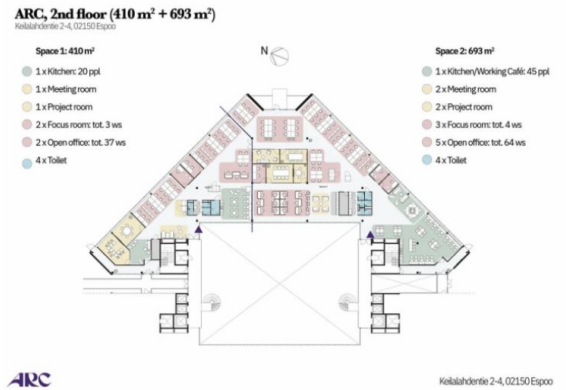 ARC, 2nd floor (410 m² + 693 m²)
Keilalahdentie 2-4, 02150 Espoo
Space 1: 410 m²
1 x Kitchen: 20 ppl
1 x Meeting room
1 x Project room
2 x Focus room: tot. 3 ws
2 x Open office: tot. 37 ws
4 x Toilet
N
Space 2: 693 m²
1 x Kitchen/Working Café: 45 ppl
2 x Meeting room
2 x Project room
3 x Focus room: tot. 4 ws
5 x Open office: tot. 64 ws
4 x Toilet
ARC
Keilalahdentie 2-4, 02150 Espoo